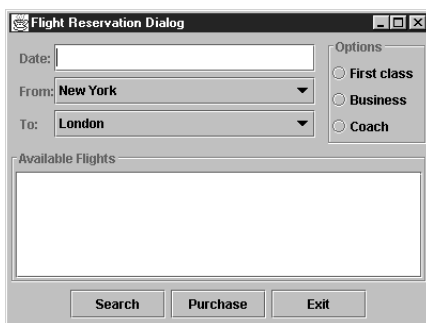 Flight Reservation Dialog
Date:
Options
First class
From: New York
Business
To: London
Coach
Available Flights
Search Purchase Exit